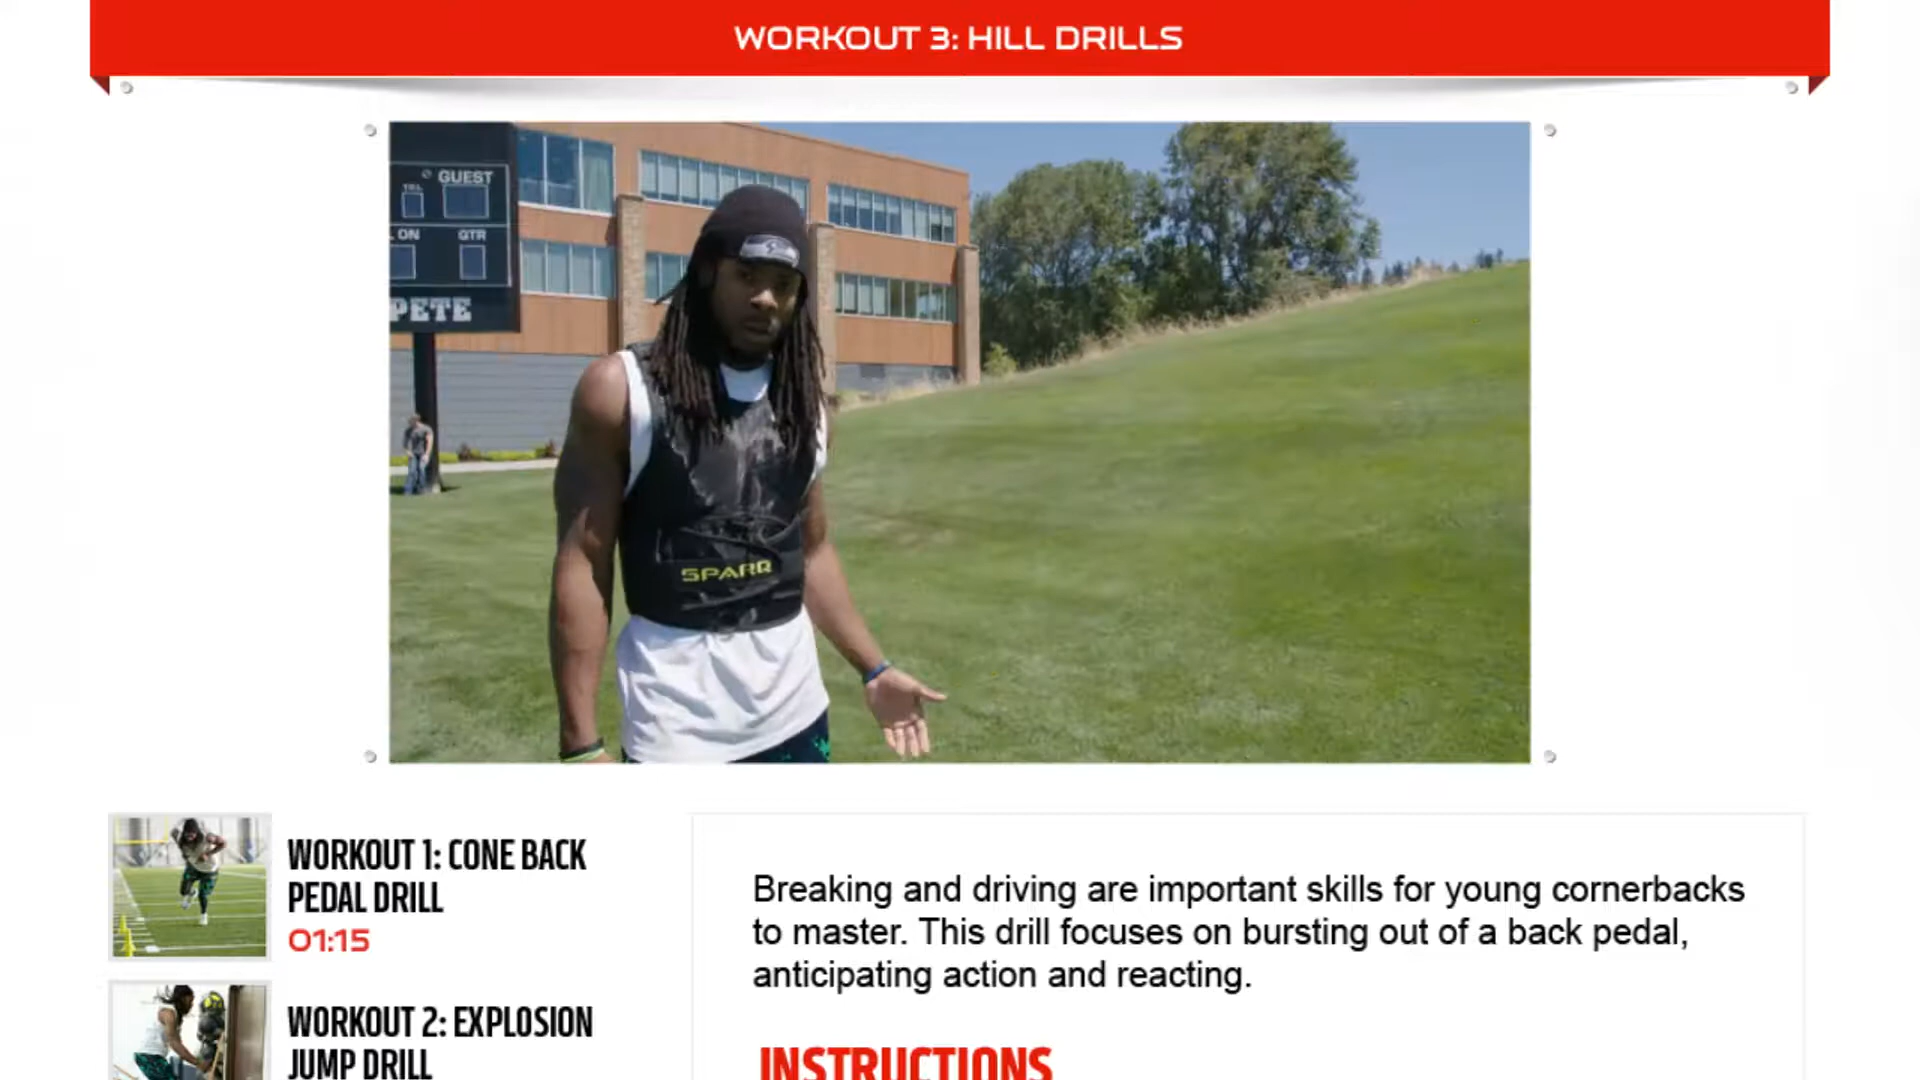 WORKOUT 3: HILL DRILLS
GUEST
TEL
L ON
QTR
PETE
SPARQ
WORKOUT 1: CONE BACK
PEDAL DRILL
01:15
WORKOUT 2: EXPLOSION
JUMP DRILL
Breaking and driving are important skills for young cornerbacks
to master. This drill focuses on bursting out of a back pedal,
anticipating action and reacting.
INSTRUCTIONS